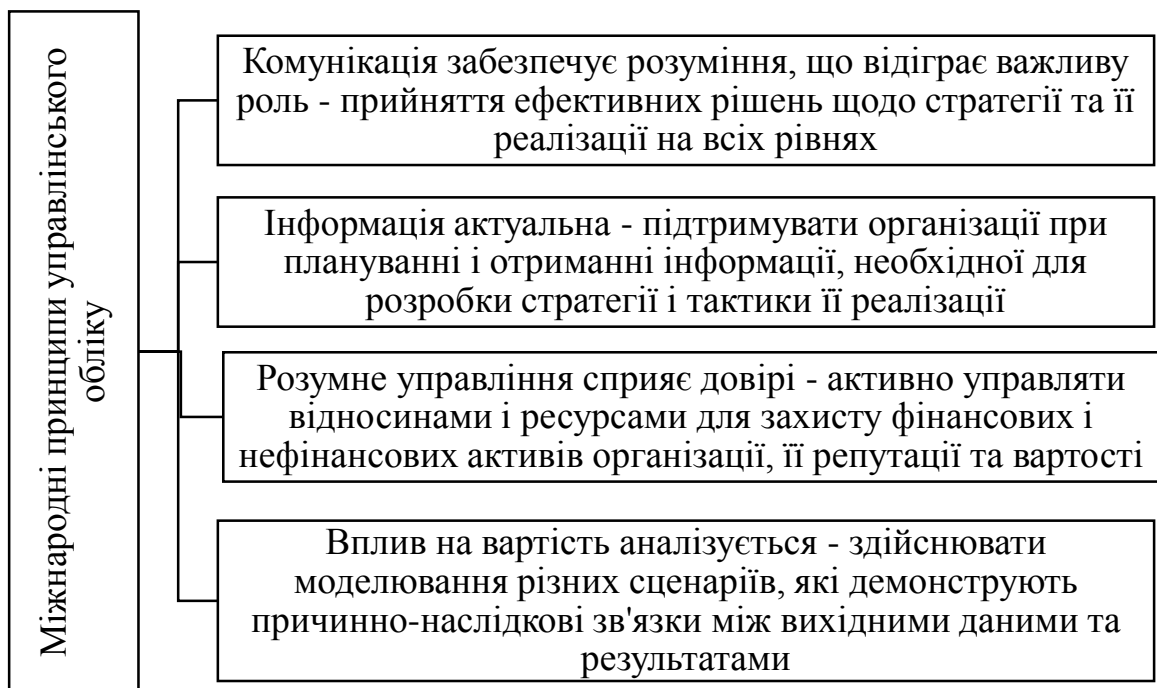 Міжнародні принципи управлінського
обліку
Комунікація забезпечує розуміння, що відіграє важливу
роль - прийняття ефективних рішень щодо стратегії та її
реалізації на всіх рівнях
Інформація актуальна - підтримувати організації при
плануванні і отриманні інформації, необхідної для
розробки стратегії і тактики її реалізації
Розумне управління сприяє довірі - активно управляти
відносинами і ресурсами для захисту фінансових і
нефінансових активів організації, її репутації та вартості
Вплив на вартість аналізується - здійснювати
моделювання різних сценаріїв, які демонструють
причинно-наслідкові зв'язки між вихідними даними та
результатами